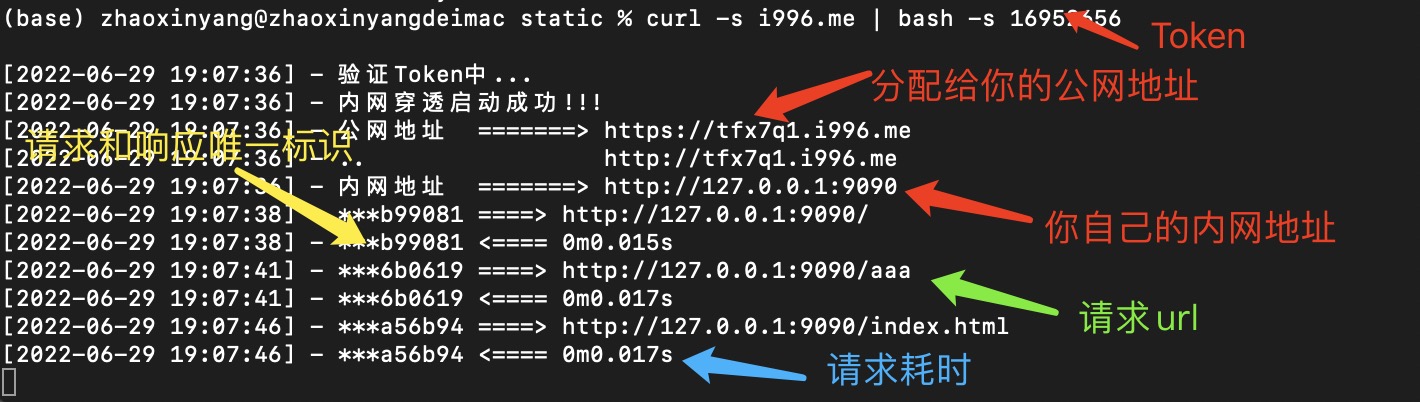 (base) zhaoxinyang@zhaoxinyangdeimac static % curl -s i996.me | bash -s 16952656
Token
[2022-06-29 19:07:36] - 验证Token中...
分配给你的公网地址
[2022-06-29 19:07:36] - 内网穿透启动成功!!!
[2022-06-29 19:07:36] - 公网地址 =======> https://tfx7q1.i996.me
请求和响应唯一标识
[2022-06-29 19:07:36] - .. http://tfx7q1.i996.me
[2022-06-29 19:07:36] - 内网地址 =======> http://127.0.0.1:9090
[2022-06-29 19:07:38] - ***b99081 ====> http://127.0.0.1:9090/
你自己的内网地址
[2022-06-29 19:07:38] - ***b99081 <==== 0m0.015s
[2022-06-29 19:07:41] - ***6b0619 ====> http://127.0.0.1:9090/aaa
[2022-06-29 19:07:41] - ***6b0619 <==== 0m0.017s
请求url
[2022-06-29 19:07:46] - ***a56b94 ====> http://127.0.0.1:9090/index.html
[2022-06-29 19:07:46] - ***a56b94 <==== 0m0.017s
请求耗时